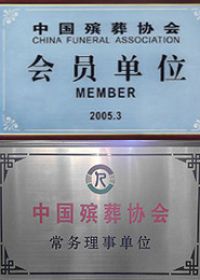 中国殡葬协会
CHINA FUNERAL ASSOCIATION
会员单位
MEMBER
2005.3
中国殡葬协会
常务理事单位